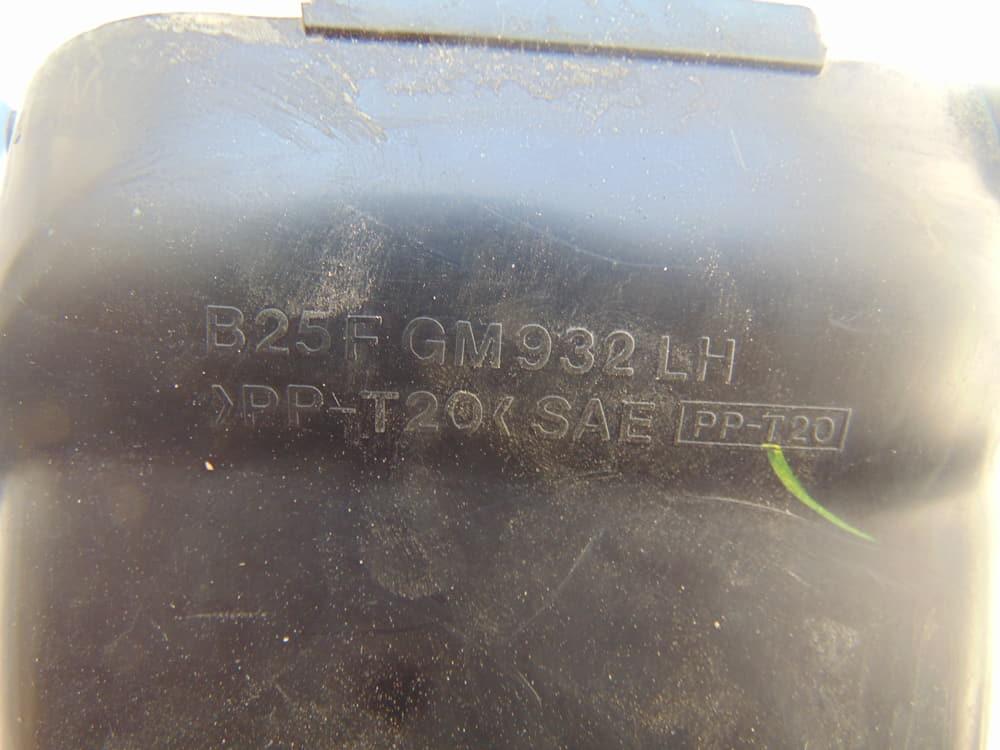 B25F GM932 LH
>PP-T20< SAE PP-T20